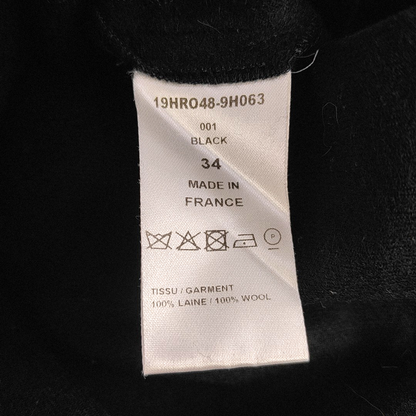 19HRO48-9H063
001
BLACK
34
MADE IN
FRANCE
P
TISSU / GARMENT
100% LAINE / 100% WOOL